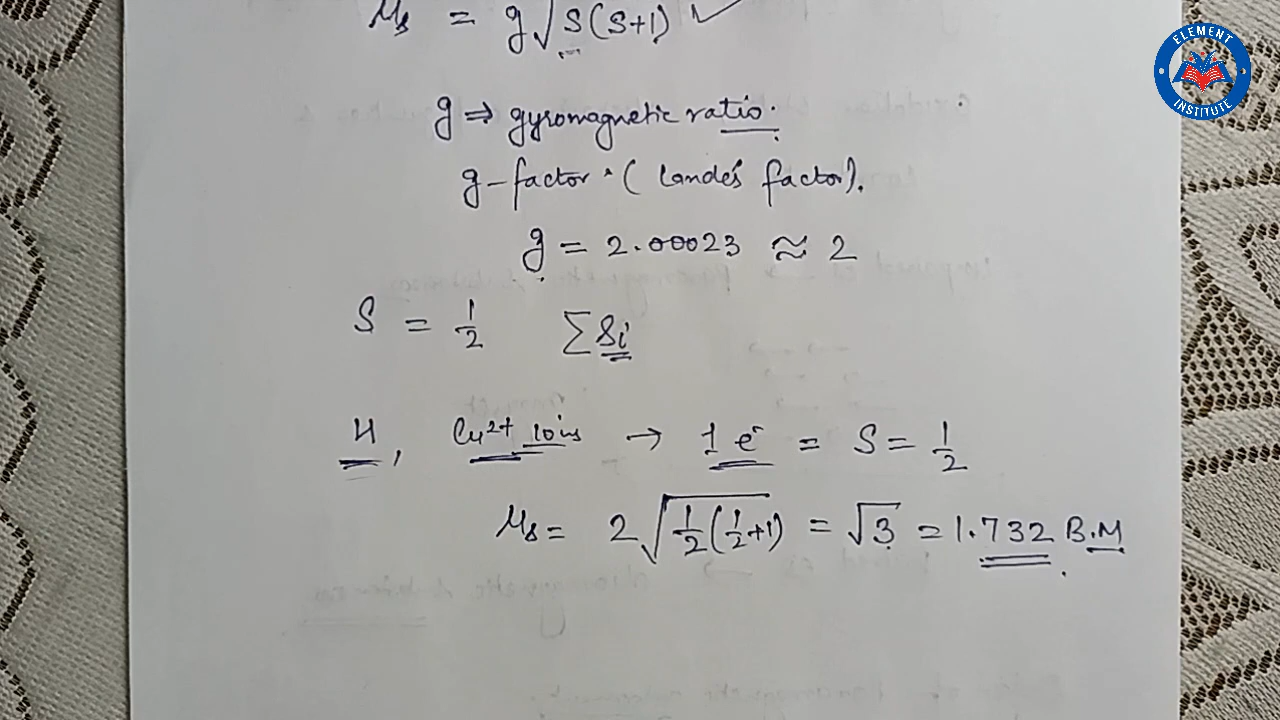 μs = g√S(S+1) ✓
ELEMENT INSTITUTE
g ⇒ gyromagnetic ratio.
g-factor. (Lande's factor).
g = 2.00023 ≈ 2
S = 1/2 ΣSi
H, Cu²⁺ ions → 1 e⁻ = S = 1/2
μs = 2√1/2(1/2+1) = √3 = 1.732 B.M